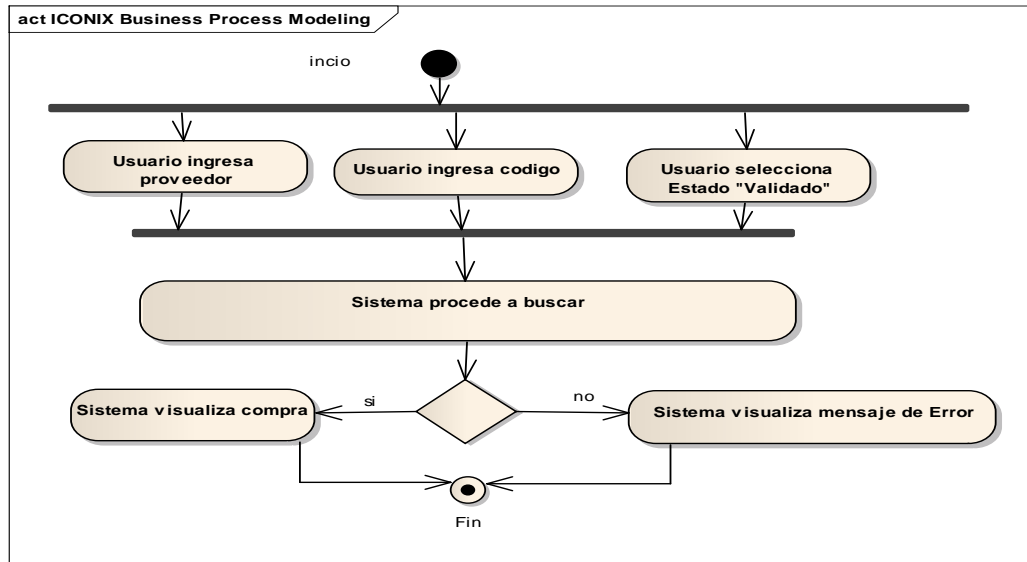 act ICONIX Business Process Modeling
incio
Usuario ingresa
proveedor
Usuario ingresa codigo
Usuario selecciona
Estado "Validado"
Sistema procede a buscar
si
no
Sistema visualiza compra
Sistema visualiza mensaje de Error
Fin